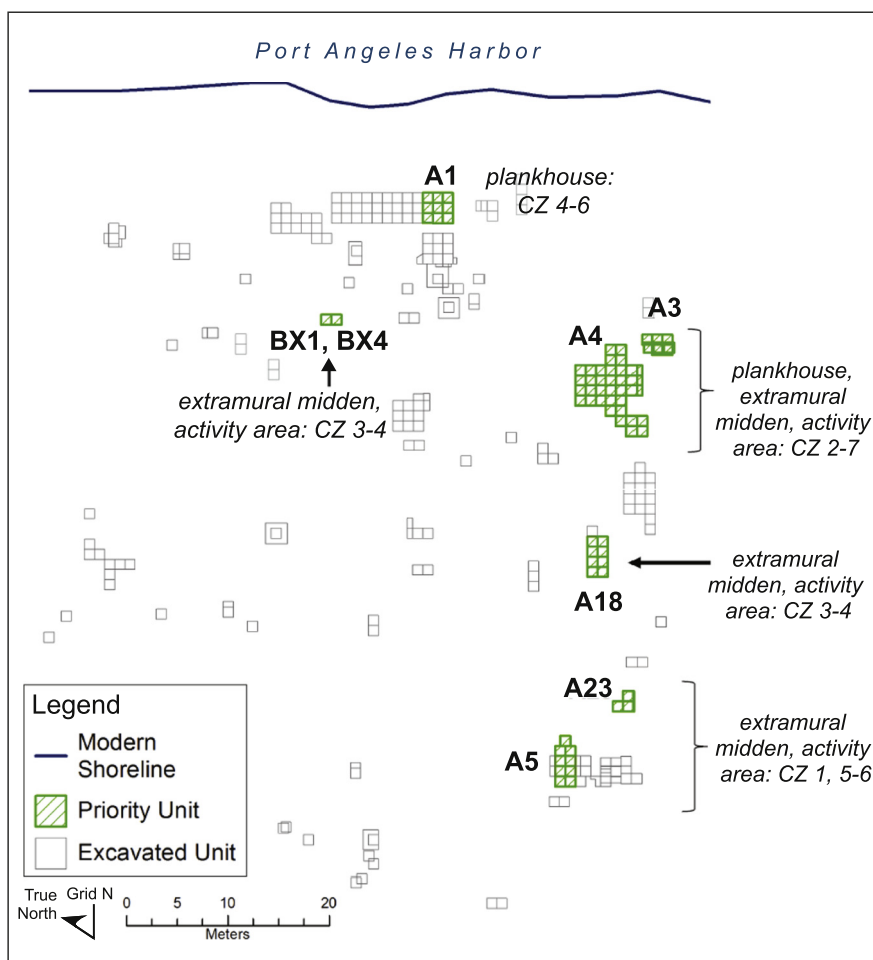 Port Angeles Harbor
A1
plankhouse:
CZ 4-6
A3
A4
BX1, BX4
plankhouse,
extramural
midden, activity
area: CZ 2-7
extramural midden,
activity area: CZ 3-4
extramural
midden, activity
area: CZ 3-4
A18
A23
A5
extramural
midden, activity
area: CZ 1, 5-6
Legend
Modern
Shoreline
Priority Unit
Excavated Unit
True
North
Grid N
0 5 10 20
Meters